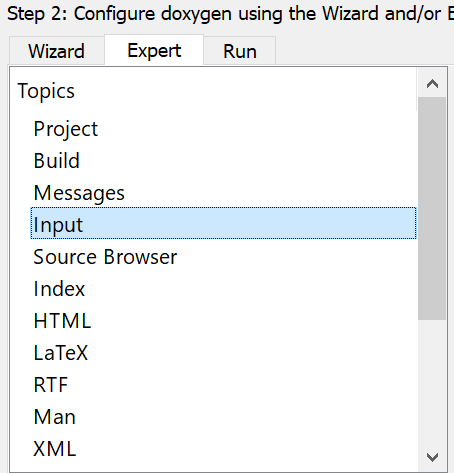 Step 2: Configure doxygen using the Wizard and/or
Wizard Expert Run
Topics
Project
Build
Messages
Input
Source Browser
Index
HTML
LaTeX
RTF
Man
XML